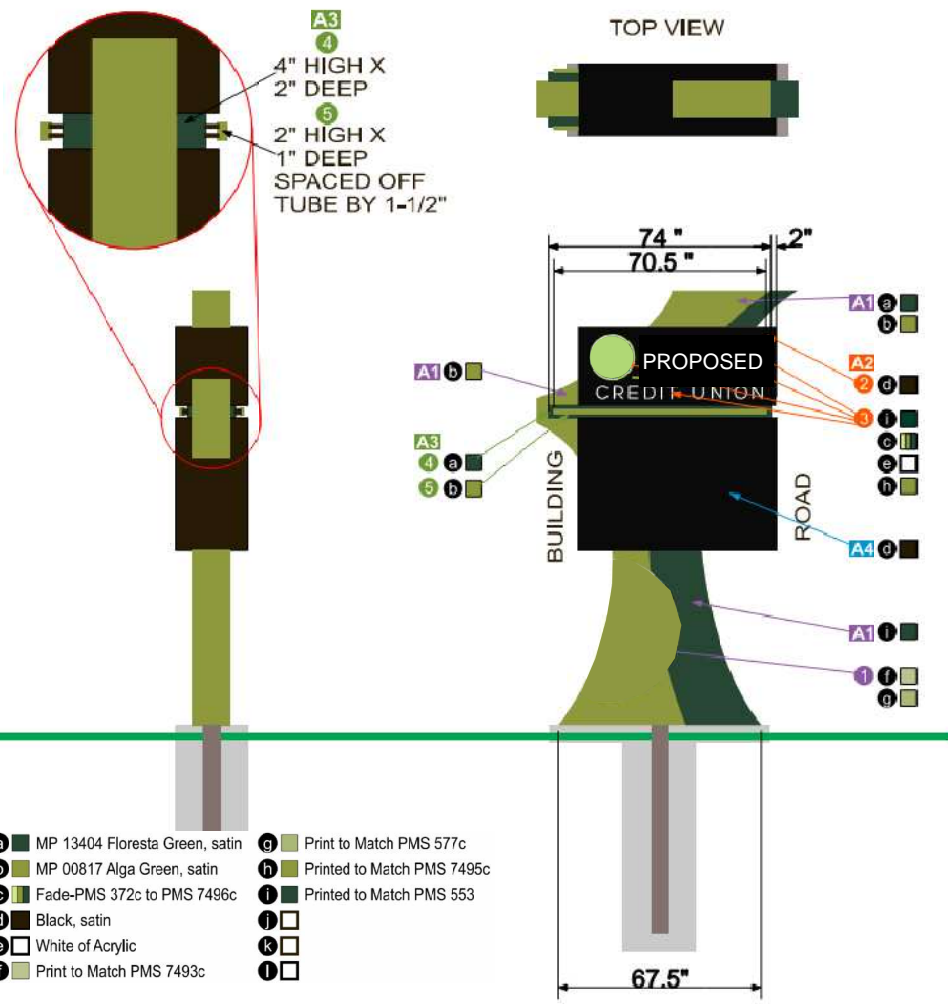 A3
4
4" HIGH X
2" DEEP
5
2" HIGH X
1" DEEP
SPACED OFF
TUBE BY 1-1/2"
TOP VIEW
74 "
2"
70.5 "
A1 a
b
A1 b
PROPOSED
CREDIT UNION
A2
2 d
3 i
c
e
h
A3
4 a
5 b
BUILDING
ROAD
A4 d
A1 i
1 f
g
a MP 13404 Floresta Green, satin
b MP 00817 Alga Green, satin
c Fade-PMS 372c to PMS 7496c
d Black, satin
e White of Acrylic
f Print to Match PMS 7493c
g Print to Match PMS 577c
h Printed to Match PMS 7495c
i Printed to Match PMS 553
j
k
l
67.5"